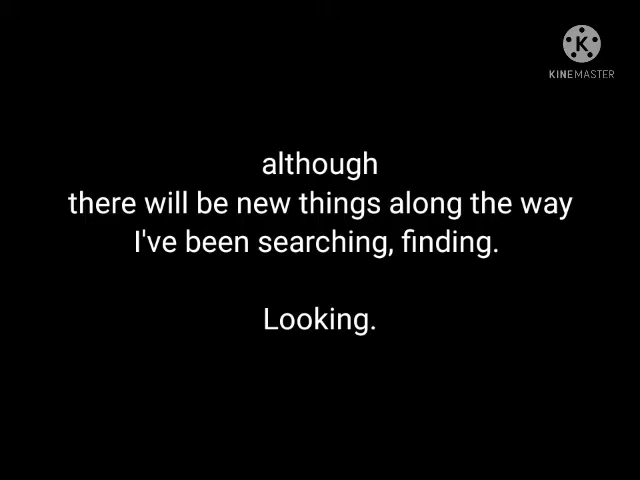 KINEMASTER
although
there will be new things along the way
I've been searching, finding.
Looking.